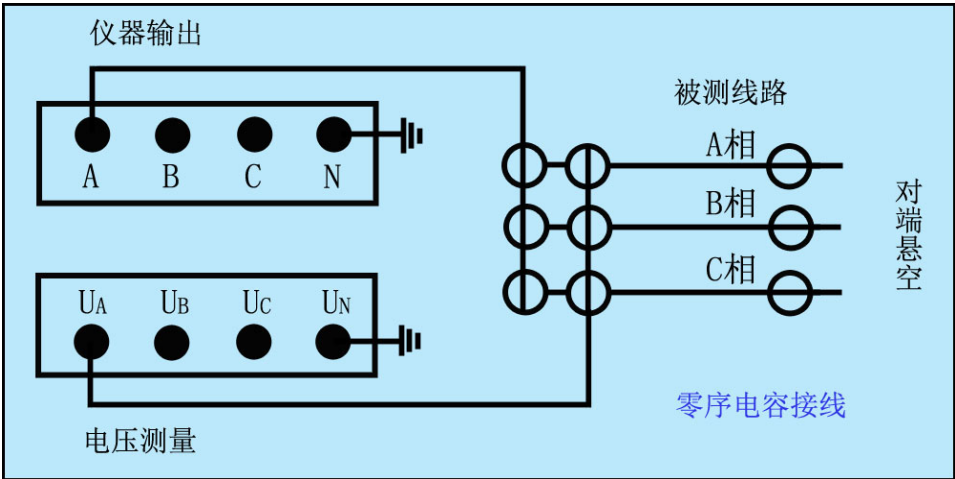 仪器输出
A B C N
被测线路
A相
B相
C相
对端悬空
UA UB UC UN
电压测量
零序电容接线